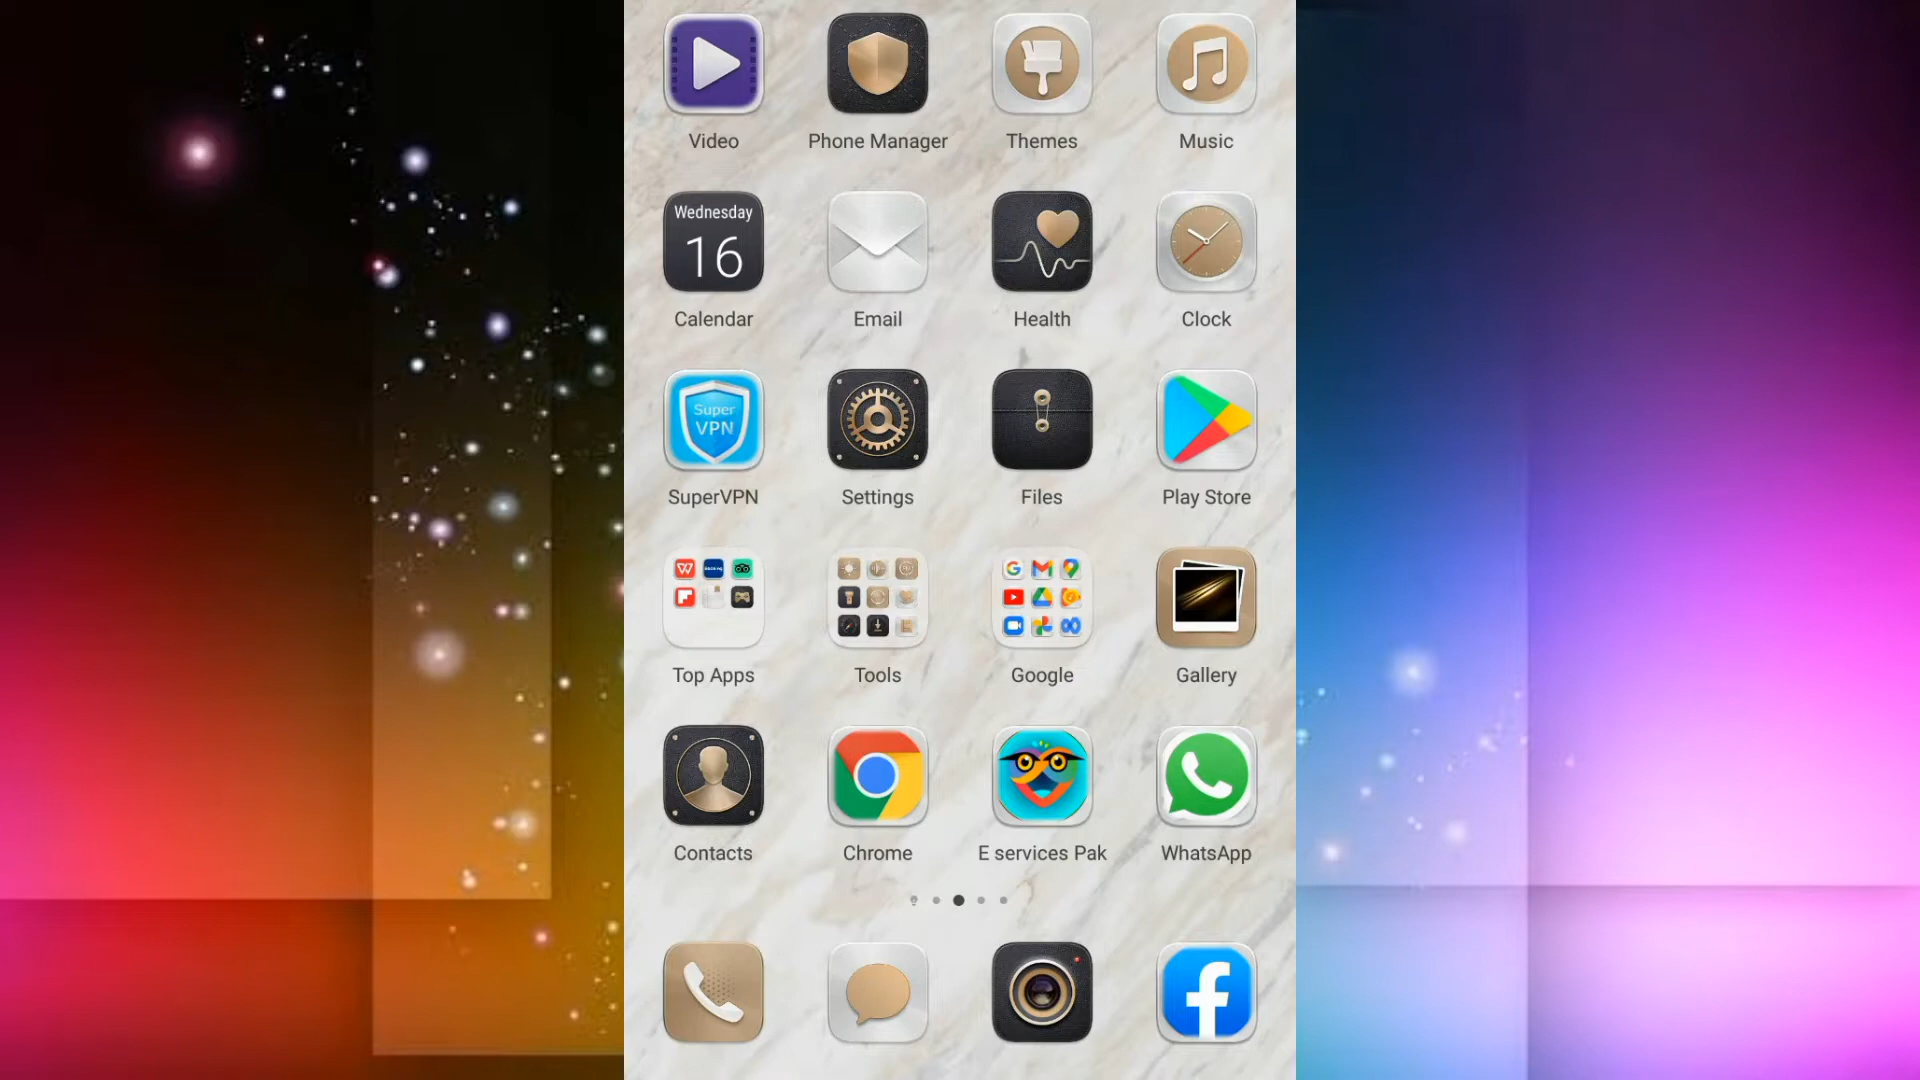 Video
Phone Manager
Themes
Music
Wednesday
16
Calendar
Email
Health
Clock
Super
VPN
SuperVPN
Settings
Files
Play Store
Top Apps
Tools
Google
Gallery
Contacts
Chrome
E services Pak
WhatsApp